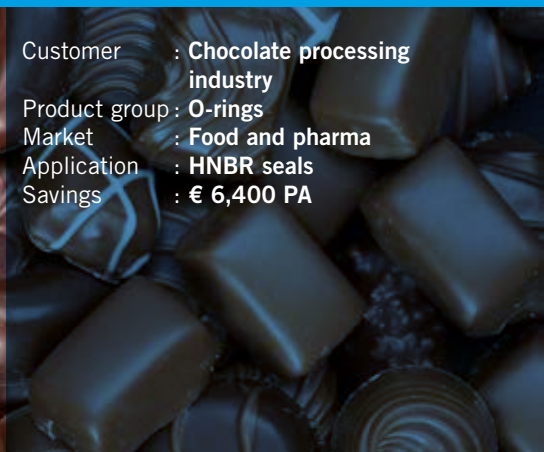 Customer : Chocolate processing
industry
Product group : O-rings
Market : Food and pharma
Application : HNBR seals
Savings : € 6,400 PA